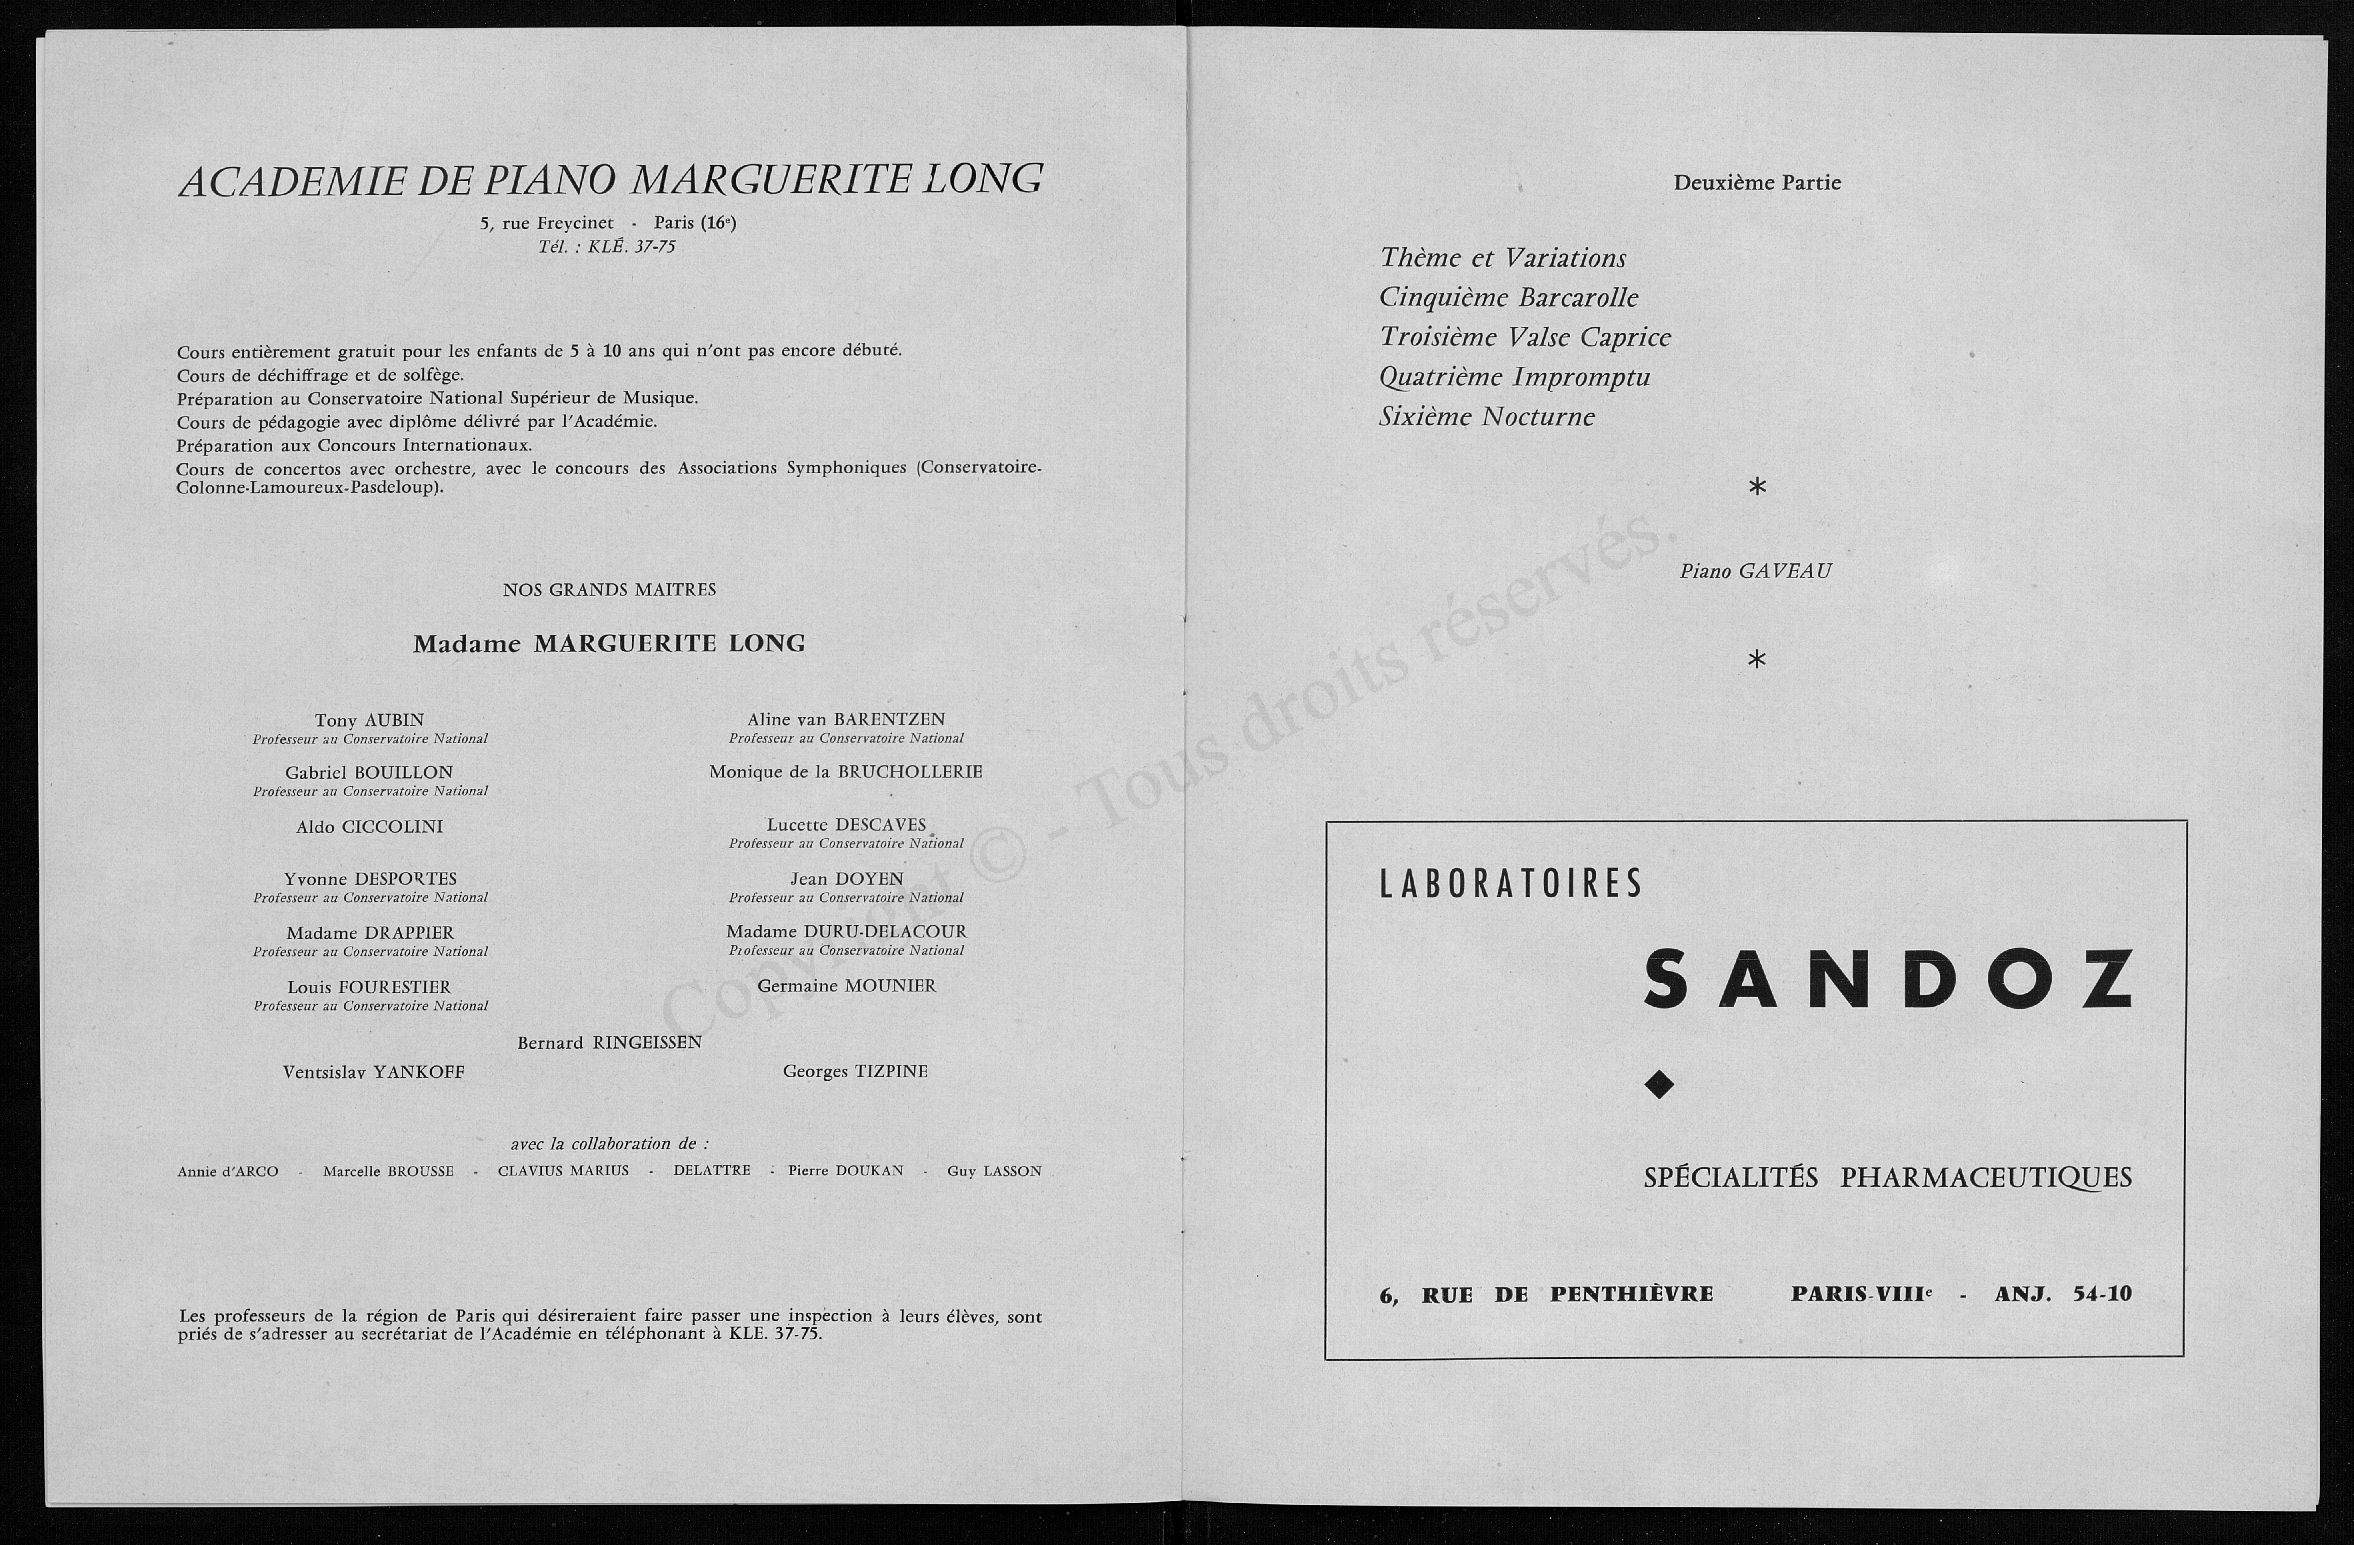 ACADEMIE DE PIANO MARGUERITE LONG
5, rue Freycinet - Paris (16e)
Tél. : KLÉ. 37-75
Cours entièrement gratuit pour les enfants de 5 à 10 ans qui n'ont pas encore débuté.
Cours de déchiffrage et de solfège.
Préparation au Conservatoire National Supérieur de Musique.
Cours de pédagogie avec diplôme délivré par l'Académie.
Préparation aux Concours Internationaux.
Cours de concertos avec orchestre, avec le concours des Associations Symphoniques (Conservatoire-
Colonne-Lamoureux-Pasdeloup).
NOS GRANDS MAITRES
Madame MARGUERITE LONG
Tony AUBIN
Professeur au Conservatoire National
Aline van BARENTZEN
Professeur au Conservatoire National
Gabriel BOUILLON
Professeur au Conservatoire National
Monique de la BRUCHOLLERIE
Aldo CICCOLINI
Lucette DESCAVES
Professeur au Conservatoire National
Yvonne DESPORTES
Professeur au Conservatoire National
Jean DOYEN
Professeur au Conservatoire National
Madame DRAPPIER
Professeur au Conservatoire National
Madame DURU-DELACOUR
Professeur au Conservatoire National
Louis FOURESTIER
Professeur au Conservatoire National
Germaine MOUNIER
Bernard RINGEISSEN
Ventsislav YANKOFF
Georges TIZPINE
avec la collaboration de :
Annie d'ARCO - Marcelle BROUSSE - CLAVIUS MARIUS - DELATTRE - Pierre DOUKAN - Guy LASSON
Les professeurs de la région de Paris qui désireraient faire passer une inspection à leurs élèves, sont
priés de s'adresser au secrétariat de l'Académie en téléphonant à KLE. 37-75.
Deuxième Partie
Thème et Variations
Cinquième Barcarolle
Troisième Valse Caprice
Quatrième Impromptu
Sixième Nocturne
*
Piano GAVEAU
*
LABORATOIRES
SANDOZ
SPÉCIALITÉS PHARMACEUTIQUES
6, RUE DE PENTHIÈVRE PARIS-VIIIe - ANJ. 54-10
Copyright © - Tous droits réservés.